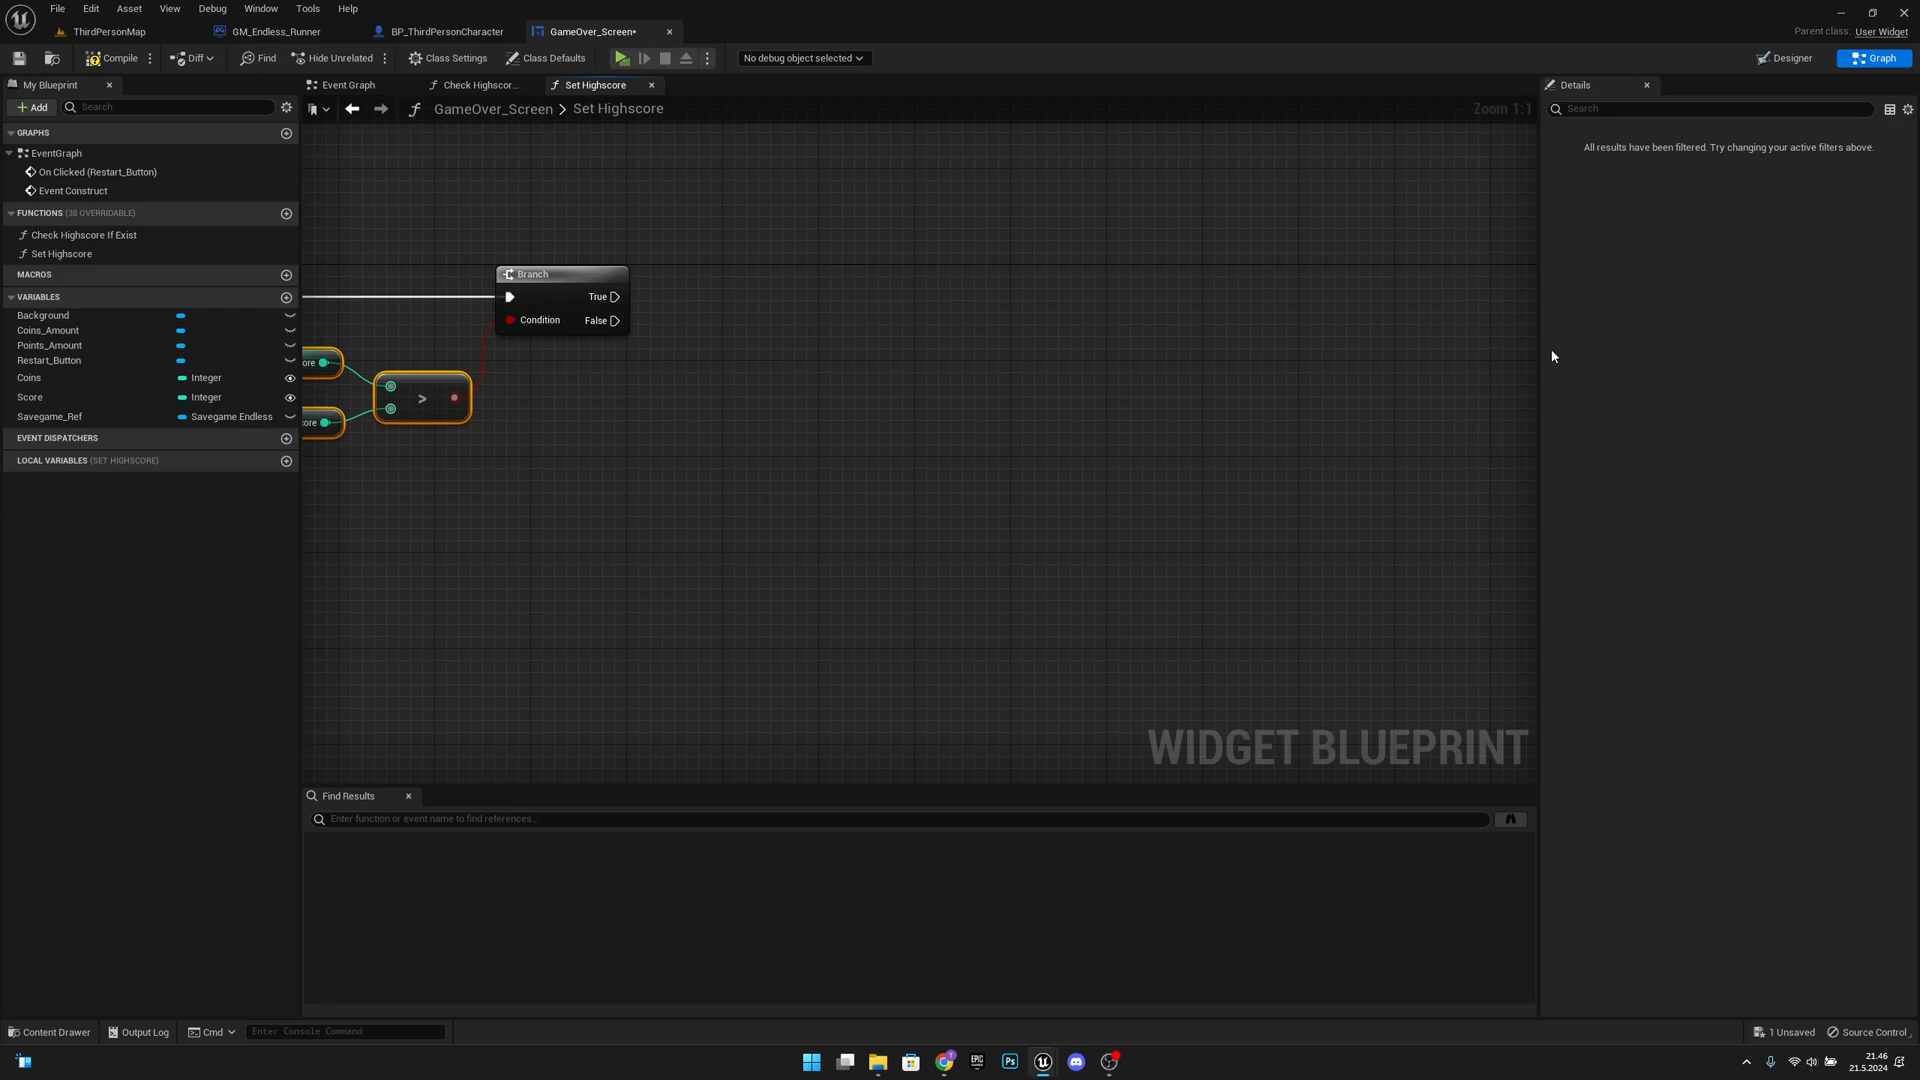 File Edit Asset View Debug Window Tools Help
ThirdPersonMap GM_Endless_Runner BP_ThirdPersonCharacter GameOver_Screen* Parent class: User Widget
Compile Diff Find Hide Unrelated Class Settings Class Defaults No debug object selected Designer Graph
My Blueprint Event Graph Check Highscor... Set Highscore Details
Add Search GameOver_Screen > Set Highscore Zoom 1:1 Search
GRAPHS
All results have been filtered. Try changing your active filters above.
EventGraph
On Clicked (Restart_Button)
Event Construct
FUNCTIONS (38 OVERRIDABLE)
Check Highscore If Exist
Set Highscore
MACROS
VARIABLES
Background
Coins_Amount
Points_Amount
Restart_Button
Coins Integer
Score Integer
Savegame_Ref Savegame Endless
EVENT DISPATCHERS
LOCAL VARIABLES (SET HIGHSCORE)
Branch
True
Condition False
ore
>
ore
WIDGET BLUEPRINT
Find Results
Enter function or event name to find references...
Content Drawer Output Log Cmd Enter Console Command 1 Unsaved Source Control
Ps
21.46
21.5.2024